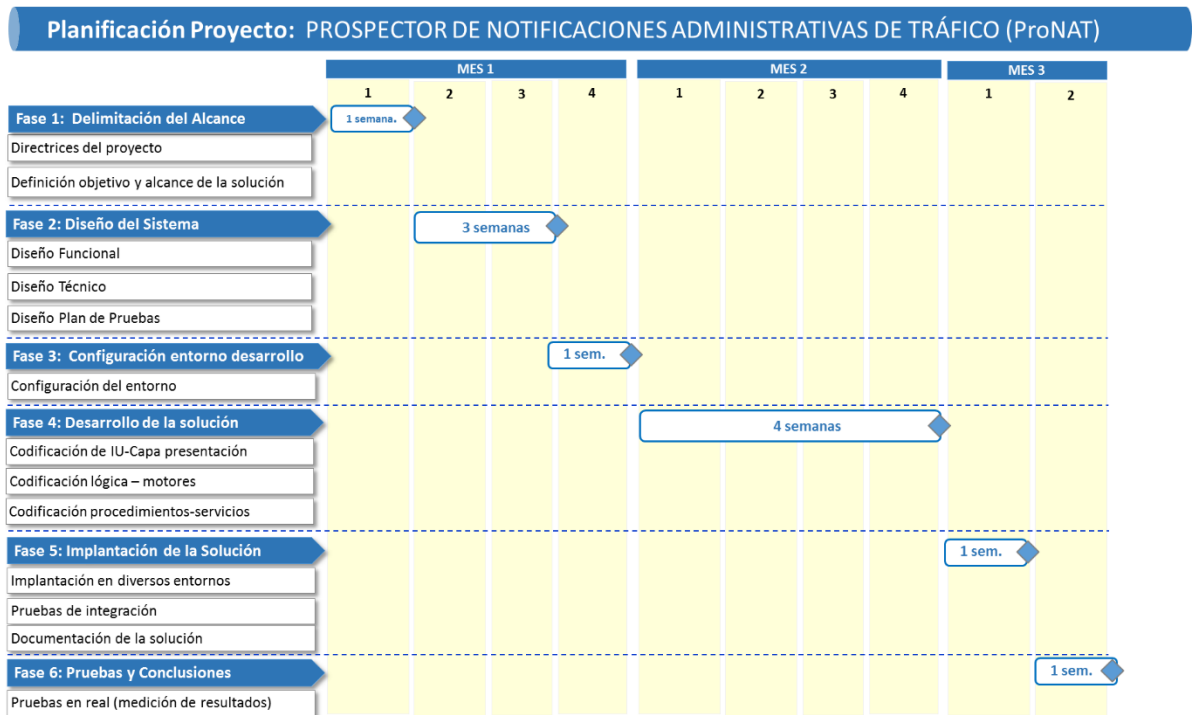 Planificación Proyecto: PROSPECTOR DE NOTIFICACIONES ADMINISTRATIVAS DE TRÁFICO (ProNAT)
MES 1 MES 2 MES 3
1 2 3 4 1 2 3 4 1 2
Fase 1: Delimitación del Alcance 1 semana.
Directrices del proyecto
Definición objetivo y alcance de la solución
Fase 2: Diseño del Sistema 3 semanas
Diseño Funcional
Diseño Técnico
Diseño Plan de Pruebas
Fase 3: Configuración entorno desarrollo 1 sem.
Configuración del entorno
Fase 4: Desarrollo de la solución 4 semanas
Codificación de IU-Capa presentación
Codificación lógica – motores
Codificación procedimientos-servicios
Fase 5: Implantación de la Solución 1 sem.
Implantación en diversos entornos
Pruebas de integración
Documentación de la solución
Fase 6: Pruebas y Conclusiones 1 sem.
Pruebas en real (medición de resultados)